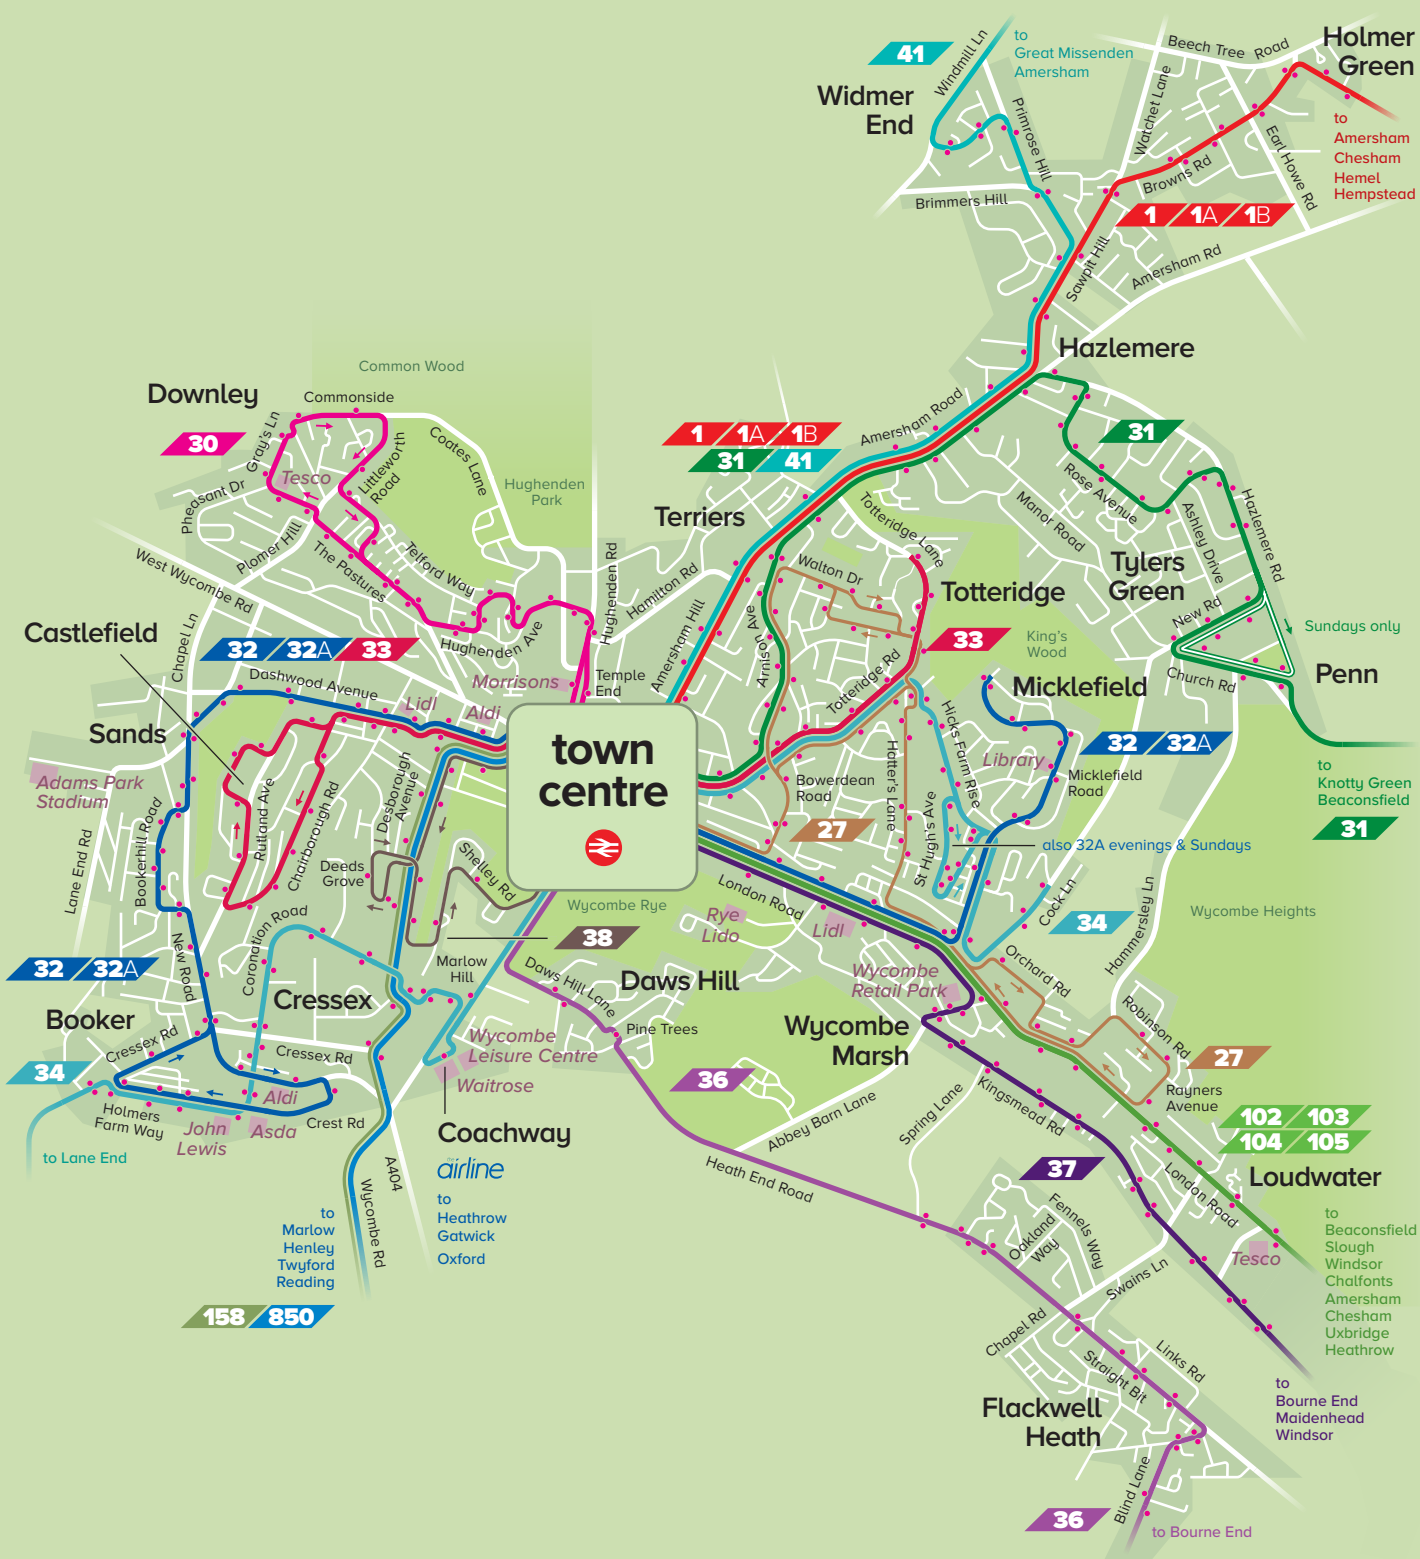 41
Windmill Ln
to
Great Missenden
Amersham
Beech Tree Road
Holmer
Green
Widmer
End
Primrose Hill
Watchet Lane
to
Amersham
Chesham
Hemel
Hempstead
Earl Howe Rd
Browns Rd
Brimmers Hill
1 1A 1B
Sawpit Hill
Amersham Rd
Hazlemere
Common Wood
Downley
Commonside
30
Gray's Ln
Littleworth
Road
Coates Lane
Tesco
Pheasant Dr
Hughenden
Park
Plomer Hill
The Pastures
Telford Way
West Wycombe Rd
Hughenden Rd
Hamilton Rd
Amersham Road
1 1A 1B
31 41
31
Terriers
Totteridge Lane
Rose Avenue
Manor Road
Ashley Drive
Hazlemere Rd
Tylers
Green
New Rd
Sundays only
Walton Dr
Totteridge
33
King's
Wood
Church Rd
Penn
Castlefield
Chapel Ln
32 32A 33
Hughenden Ave
Dashwood Avenue
Morrisons
Temple
End
Amersham Hill
Arnison Ave
Totteridge Rd
Micklefield
Lidl
Aldi
Sands
town
centre
Hicks Farm Rise
Library
32 32A
Micklefield
Road
to
Knotty Green
Beaconsfield
31
Adams Park
Stadium
Bowerdean
Road
Hatter's Lane
27
St Hugh's Ave
also 32A evenings & Sundays
Lane End Rd
Bookerhill Road
Rutland Ave
Chairborough Rd
Desborough
Avenue
Deeds
Grove
Shelley Rd
Wycombe Rye
London Road
Rye
Lido
Lidl
Cock Ln
34
Hammersley Ln
Wycombe Heights
38
Coronation Road
New Road
32 32A
Marlow
Hill
Daws Hill Lane
Daws Hill
Wycombe
Retail Park
Orchard Rd
Cressex
Booker
Cressex Rd
Cressex Rd
Pine Trees
Wycombe
Marsh
Robinson Rd
27
Wycombe
Leisure Centre
Waitrose
34
36
Rayners
Avenue
Aldi
Holmers
Farm Way
John
Lewis
Asda
Crest Rd
Abbey Barn Lane
Spring Lane
Kingsmead Rd
102 103
104 105
to Lane End
Coachway
the airline
to
Heathrow
Gatwick
Oxford
A404
Wycombe Rd
to
Marlow
Henley
Twyford
Reading
158 850
Heath End Road
37
London Road
Loudwater
to
Beaconsfield
Slough
Windsor
Chalfonts
Amersham
Chesham
Uxbridge
Heathrow
Tesco
Oakland
Way
Fennels Way
Swains Ln
Chapel Rd
Straight Bit
Links Rd
to
Bourne End
Maidenhead
Windsor
Flackwell
Heath
Blind Lane
36
to Bourne End